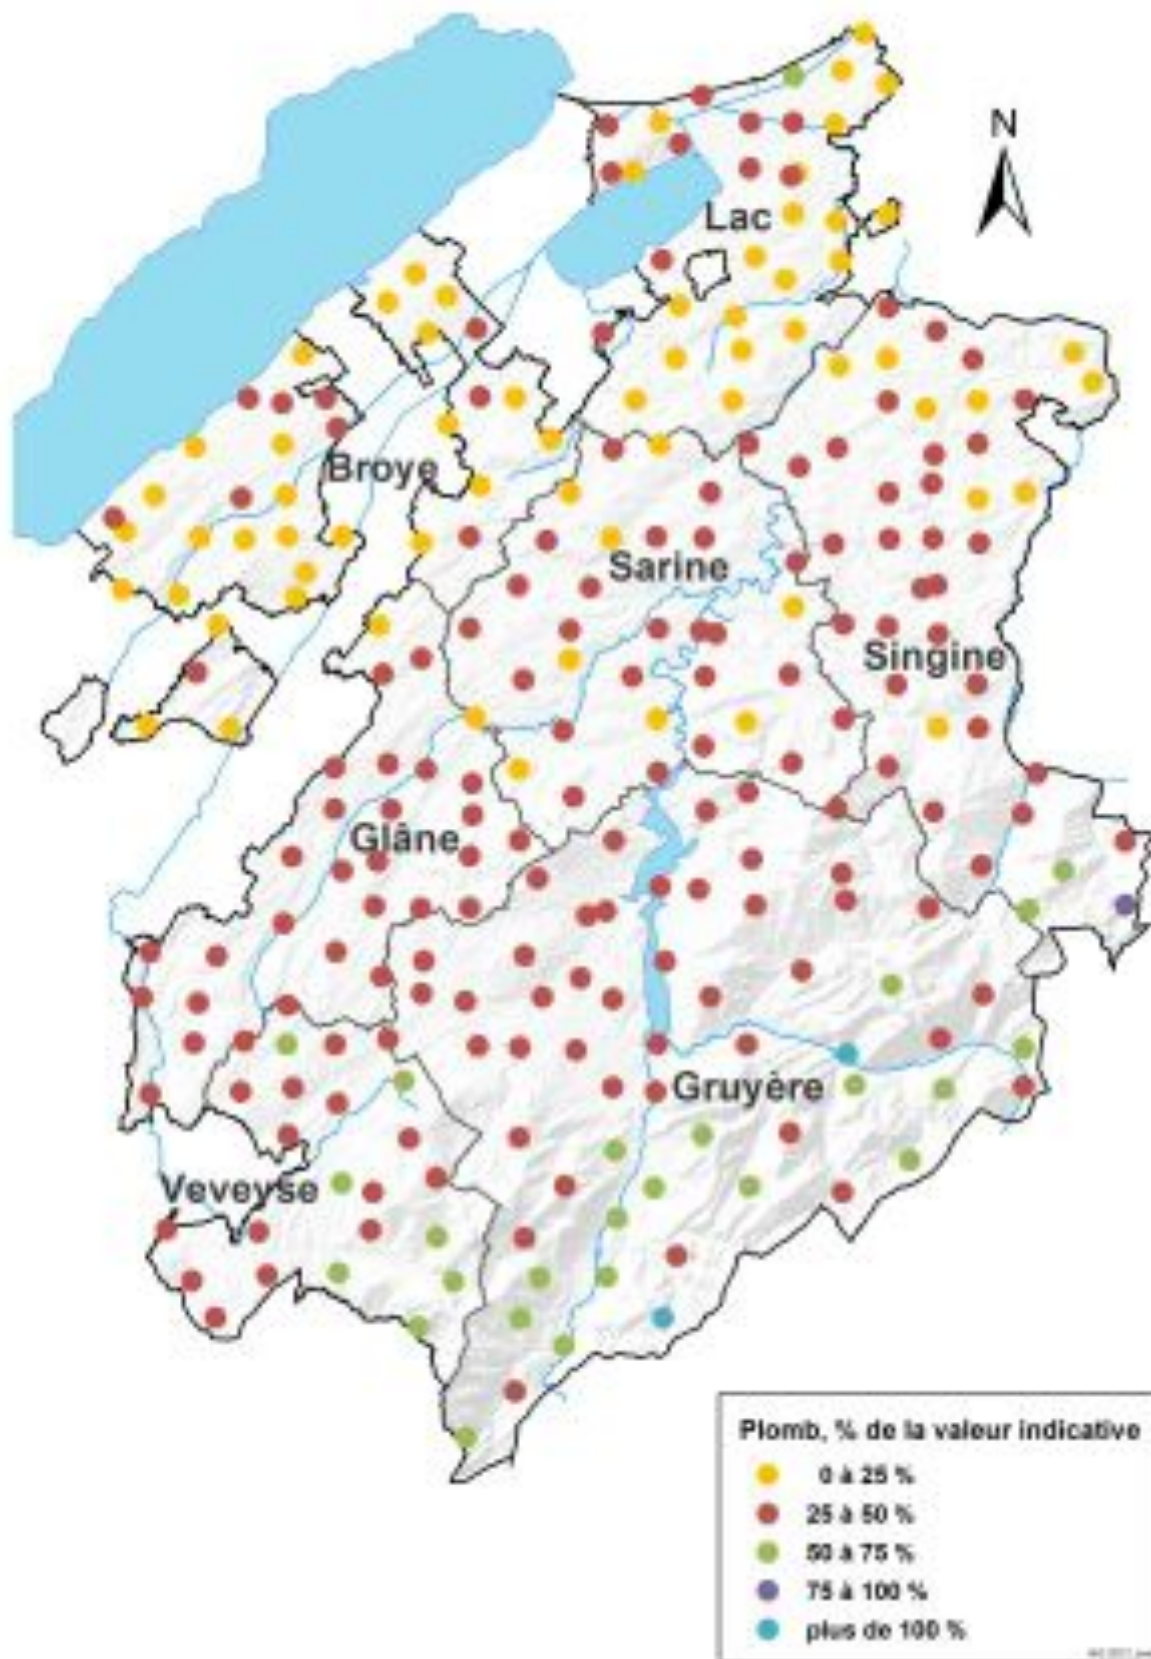 N
Lac
Broye
Sarine
Singine
Glâne
Gruyère
Veveyse
Plomb, % de la valeur indicative
0 à 25 %
25 à 50 %
50 à 75 %
75 à 100 %
plus de 100 %